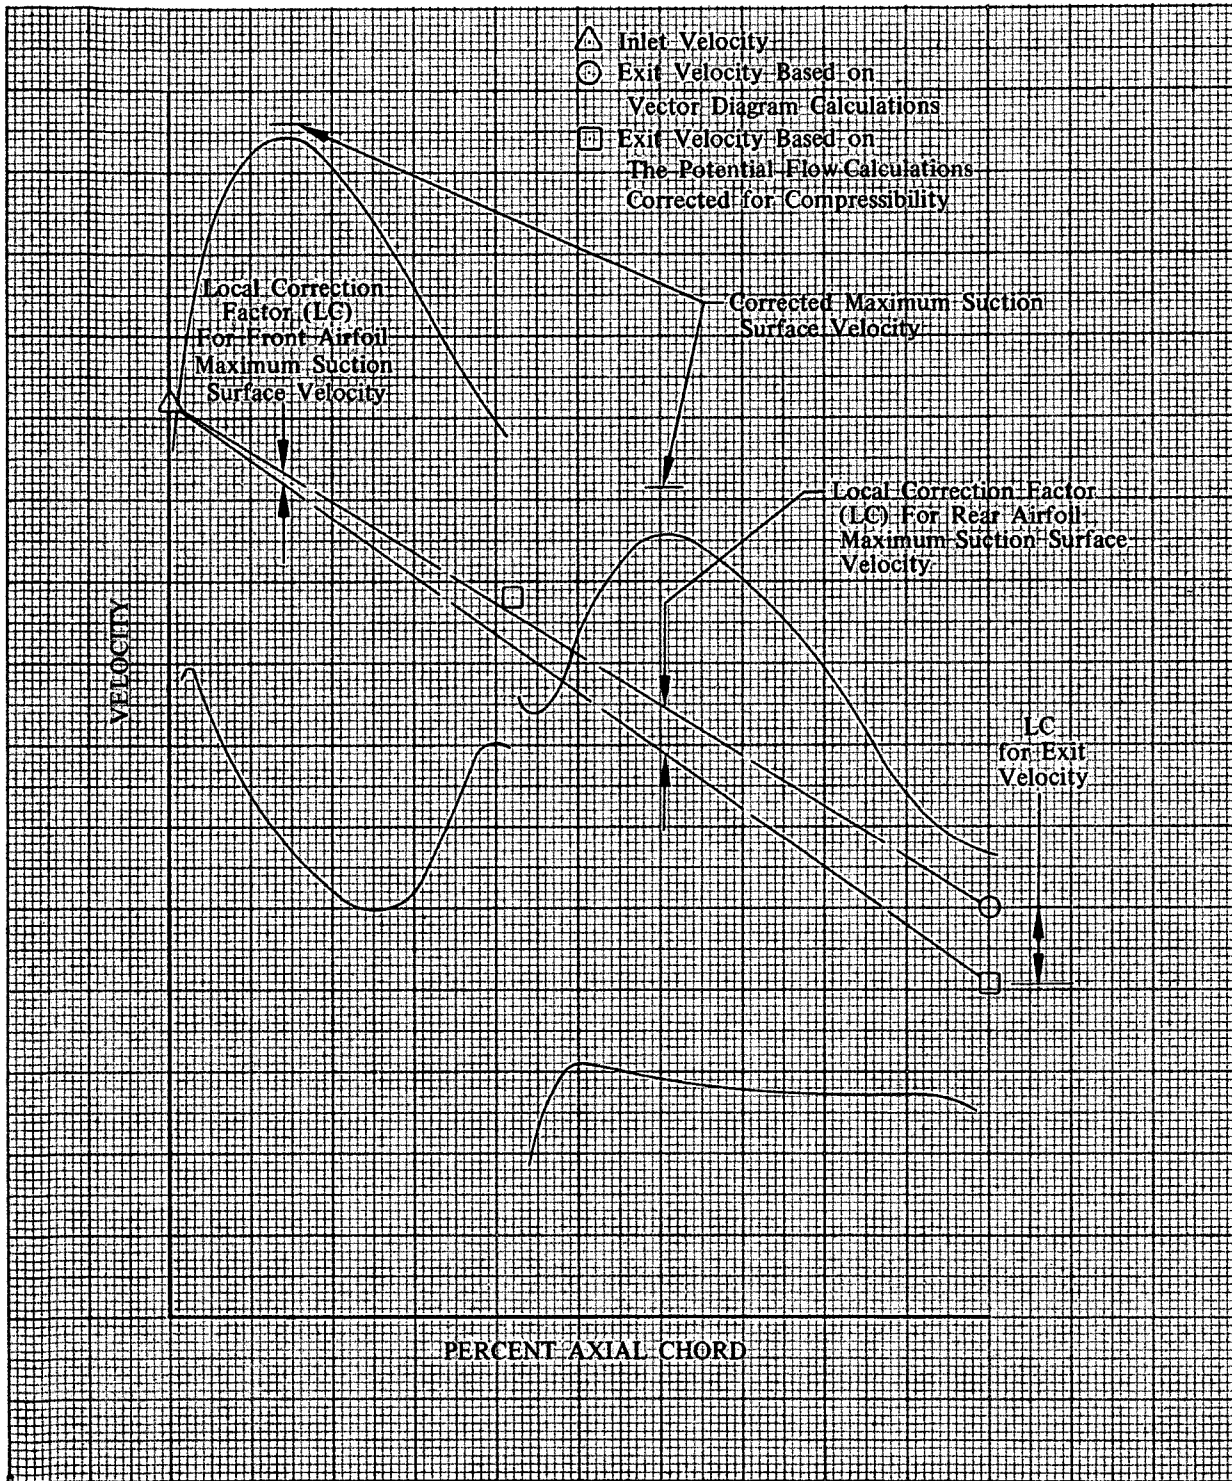 Inlet Velocity
Exit Velocity Based on
Vector Diagram Calculations
Exit Velocity Based on
The Potential Flow Calculations
Corrected for Compressibility
Local Correction
Factor (LC)
For Front Airfoil
Maximum Suction
Surface Velocity
Corrected Maximum Suction
Surface Velocity
Local Correction Factor
(LC) For Rear Airfoil
Maximum Suction Surface
Velocity
VELOCITY
LC
for Exit
Velocity
PERCENT AXIAL CHORD